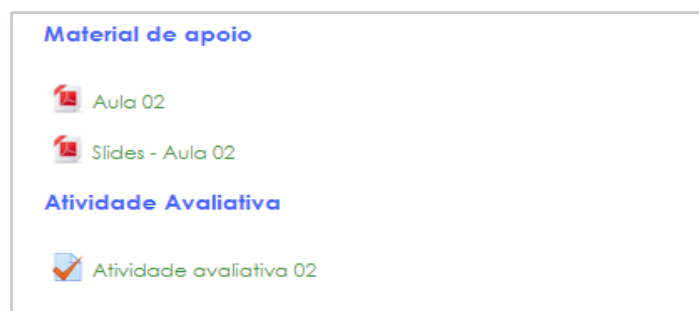 Material de apoio
Aula 02
Slides - Aula 02
Atividade Avaliativa
Atividade avaliativa 02